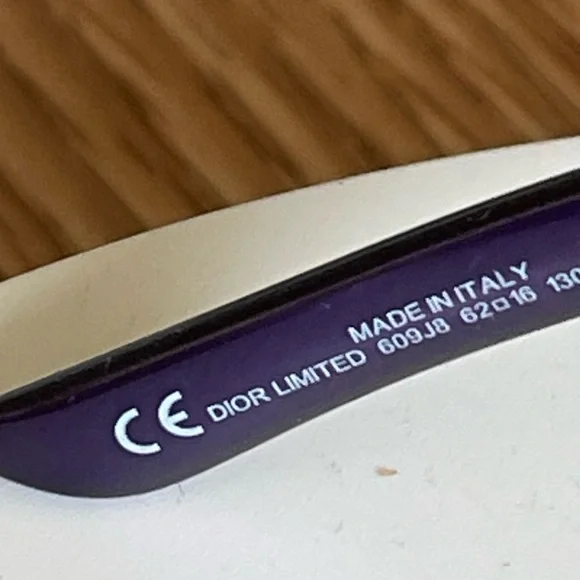 MADE IN ITALY
CE DIOR LIMITED 609J8 62□16 130